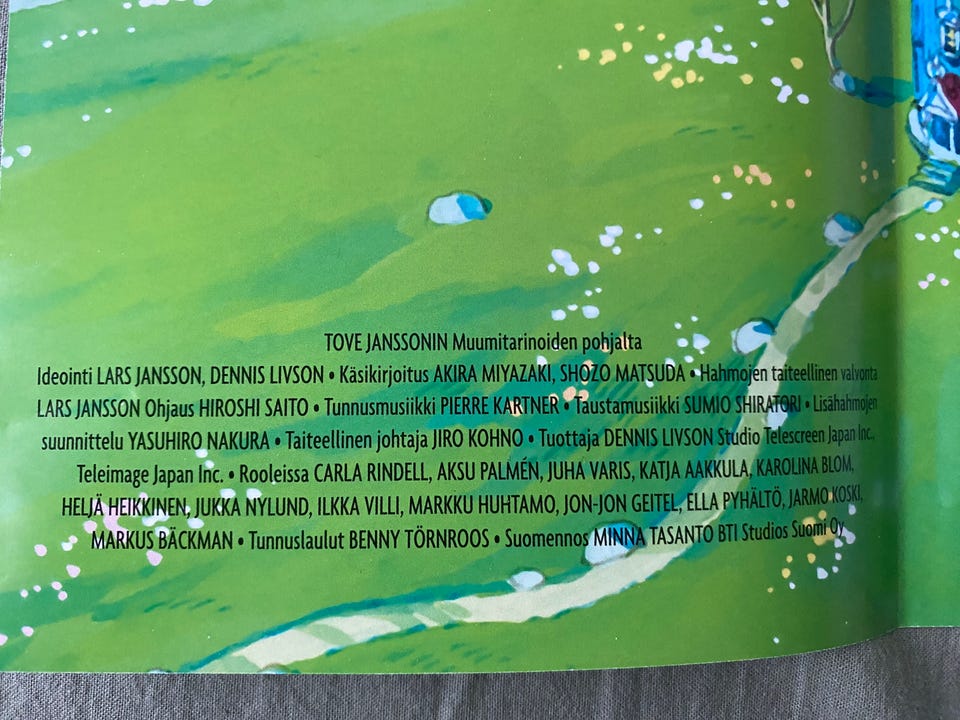 TOVE JANSSONIN Muumitarinoiden pohjalta
Ideointi LARS JANSSON, DENNIS LIVSON • Käsikirjoitus AKIRA MIYAZAKI, SHOZO MATSUDA • Hahmojen taiteellinen valvonta
LARS JANSSON Ohjaus HIROSHI SAITO • Tunnusmusiikki PIERRE KARTNER • Taustamusiikki SUMIO SHIRATORI • Lisähahmojen
suunnittelu YASUHIRO NAKURA • Taiteellinen johtaja JIRO KOHNO • Tuottaja DENNIS LIVSON Studio Telescreen Japan Inc.,
Teleimage Japan Inc. • Rooleissa CARLA RINDELL, AKSU PALMÉN, JUHA VARIS, KATJA AAKKULA, KAROLINA BLOM,
HELJÄ HEIKKINEN, JUKKA NYLUND, ILKKA VILLI, MARKKU HUHTAMO, JON-JON GEITEL, ELLA PYHÄLTÖ, JARMO KOSKI,
MARKUS BÄCKMAN • Tunnuslaulut BENNY TÖRNROOS • Suomennos MINNA TASANTO BTI Studios Suomi Oy